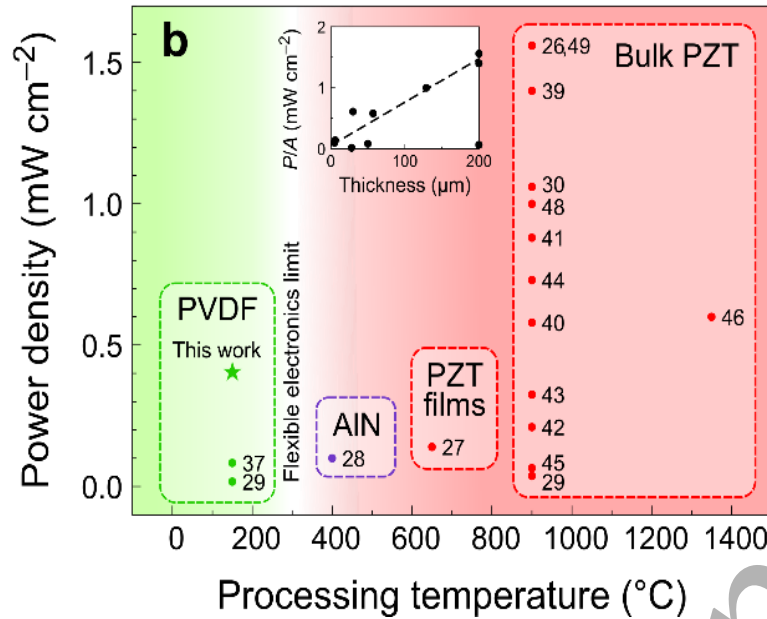 b
Power density (mW cm⁻²)
1.5
1.0
0.5
0.0
P/A (mW cm⁻²)
2
1
0
0
100
200
Thickness (μm)
Bulk PZT
26,49
39
30
48
41
44
40
46
43
42
45
29
PVDF
This work
37
29
Flexible electronics limit
AlN
28
PZT
films
27
0
200
400
600
800
1000
1200
1400
Processing temperature (°C)